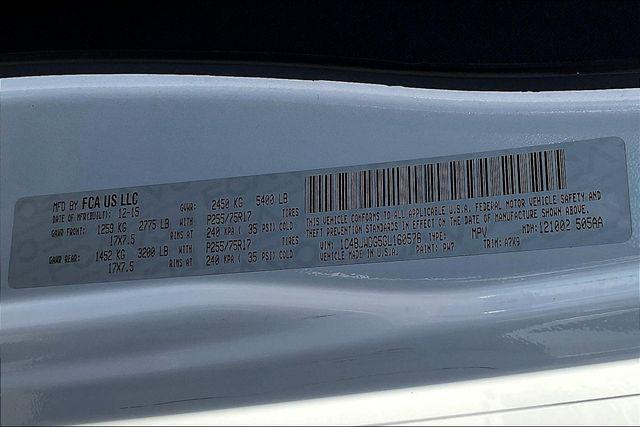 MFD BY FCA US LLC
DATE OF MFR(BUILT): 12-15 GVWR: 2450 KG 5400 LB
GAWR FRONT: 1259 KG 2775 LB WITH P255/75R17 TIRES
17X7.5 RIMS AT 240 KPA ( 35 PSI) COLD
GAWR REAR: 1452 KG 3200 LB WITH P255/75R17 TIRES
17X7.5 RIMS AT 240 KPA ( 35 PSI) COLD
THIS VEHICLE CONFORMS TO ALL APPLICABLE U.S.A. FEDERAL MOTOR VEHICLE SAFETY AND
THEFT PREVENTION STANDARDS IN EFFECT ON THE DATE OF MANUFACTURE SHOWN ABOVE.
VIN: 1C4BJWDG5GL160576 TYPE: MPV MDH: 121002 505AA
VEHICLE MADE IN U.S.A. PAINT: PW7 TRIM: A7K9